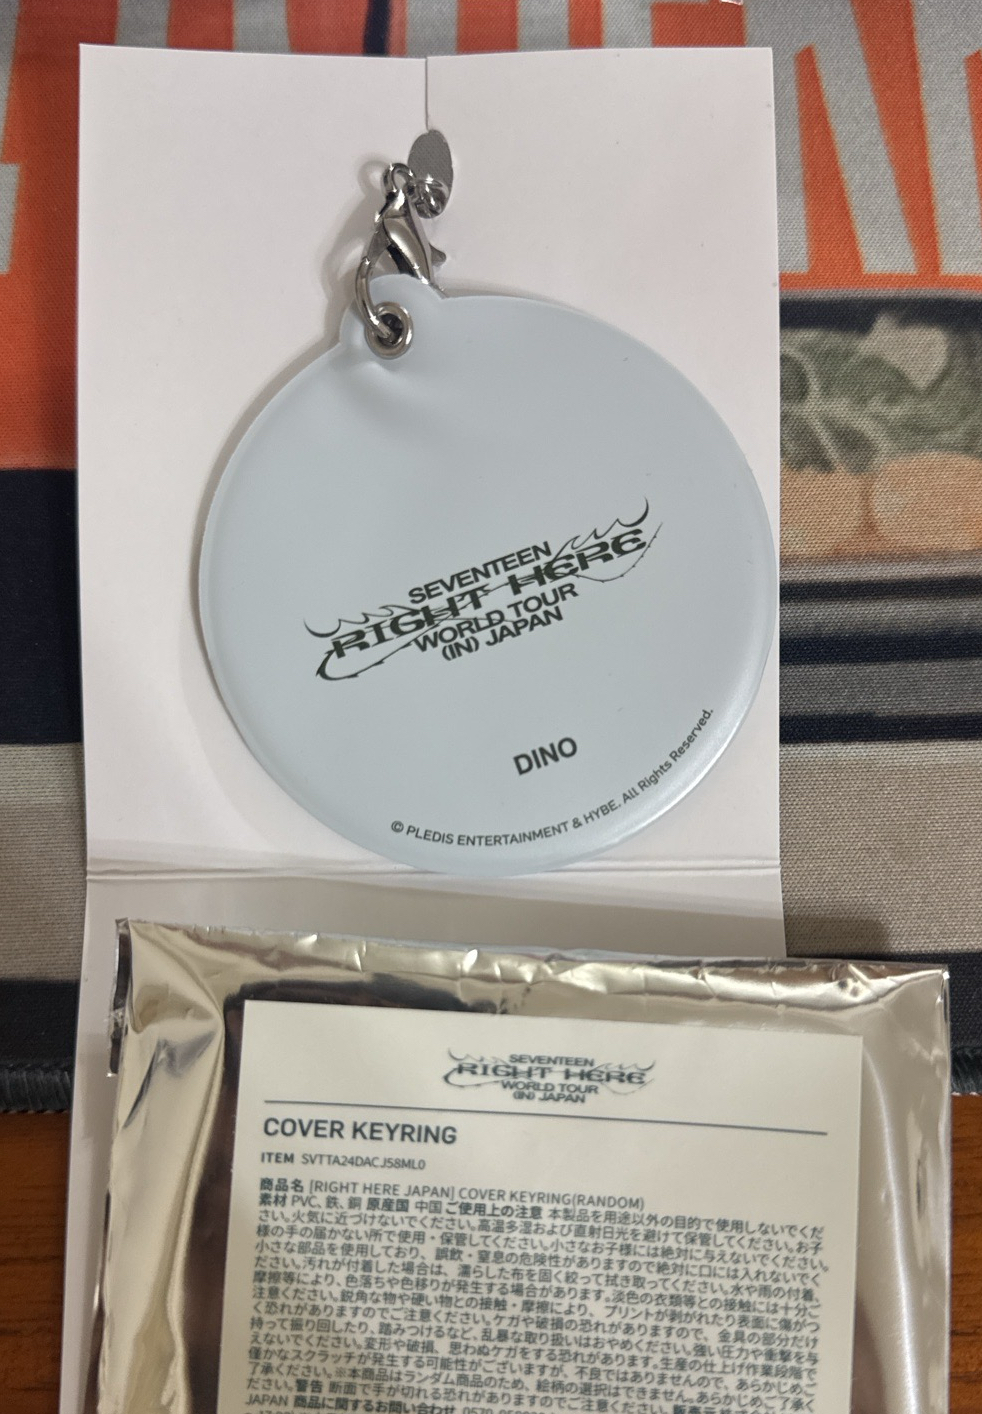 SEVENTEEN
RIGHT HERE
WORLD TOUR
(IN) JAPAN
DINO
© PLEDIS ENTERTAINMENT & HYBE. All Rights Reserved.
SEVENTEEN
RIGHT HERE
WORLD TOUR
(IN) JAPAN
COVER KEYRING
ITEM SVTTA24DACJ58ML0
商品名 [RIGHT HERE JAPAN] COVER KEYRING(RANDOM)
素材 PVC、鉄、銅 原産国 中国 ご使用上の注意 本製品を用途以外の目的で使用しないでくだ
さい。火気に近づけないでください。高温多湿および直射日光を避けて保管してください。お子
様の手の届かない所で使用・保管してください。小さなお子様には絶対に与えないでください。
小さな部品を使用しており、誤飲・窒息の危険性がありますので絶対に口には入れないでく
ださい。汚れが付着した場合は、濡らした布を固く絞って拭き取ってください。水や雨の付着、
摩擦等により、色落ちや色移りが発生する場合があります。淡色の衣類等との接触には十分ご
注意ください。鋭角な物や硬い物との接触・摩擦により、プリントが剥がれたり表面に傷がつ
く恐れがありますのでご注意ください。ケガや破損の恐れがありますので、金具の部分だけ
持って振り回したり、踏みつけるなど、乱暴な取り扱いはおやめください。強い圧力や衝撃を与
えないでください。変形や破損、思わぬケガをする恐れがあります。生産の仕上げ作業段階で
僅かなスクラッチが発生する可能性がございますが、不良ではありませんので、あらかじめご
了承ください。※本商品はランダム商品のため、絵柄の選択はできません。あらかじめご了承く
ださい。警告 断面で手が切れる恐れがありますのでご注意ください。
JAPAN 商品に関するお問い合わせ